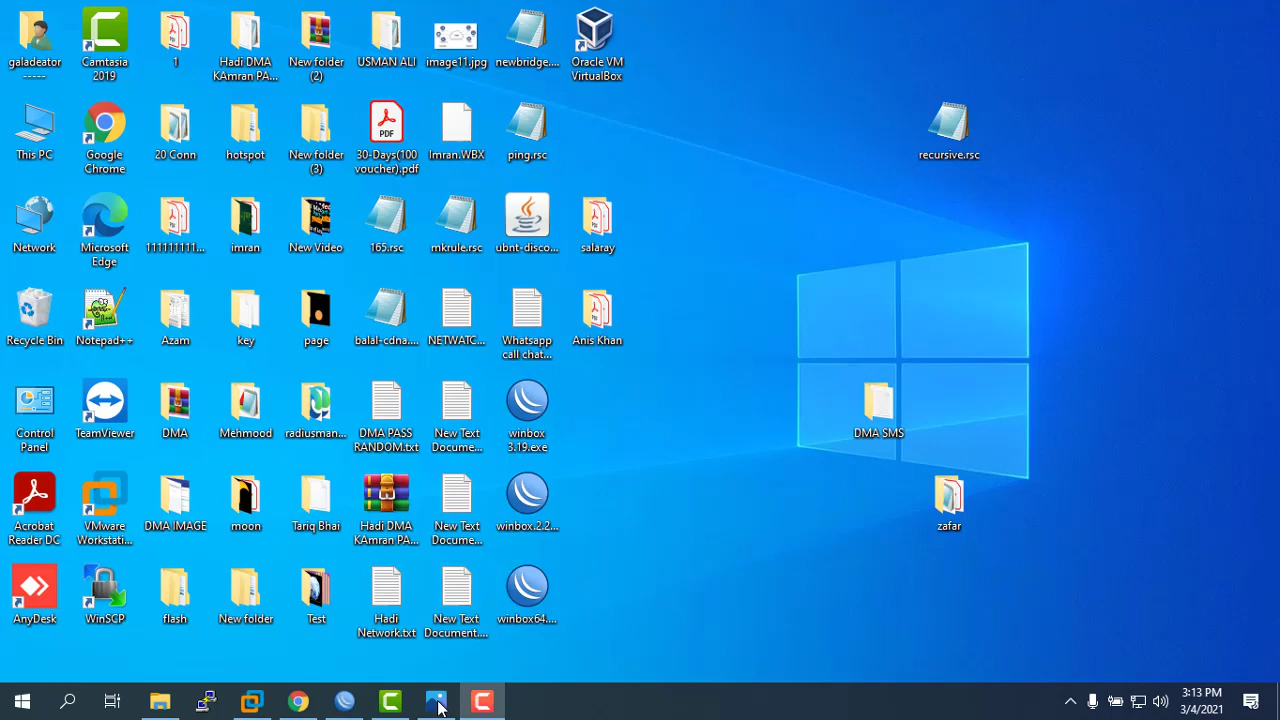 galadeator
-----
Camtasia
2019
1
Hadi DMA
KAmran PA...
New folder
(2)
USMAN ALI
image11.jpg
newbridge....
Oracle VM
VirtualBox
This PC
Google
Chrome
20 Conn
hotspot
New folder
(3)
PDF
30-Days(100
voucher).pdf
Imran.WBX
ping.rsc
recursive.rsc
Network
Microsoft
Edge
111111111...
imran
New Video
165.rsc
mkrule.rsc
ubnt-disco...
salaray
Recycle Bin
Notepad++
Azam
key
page
balal-cdna....
NETWATC...
Whatsapp
call chat...
Anis Khan
Control
Panel
TeamViewer
DMA
Mehmood
radiusman...
DMA PASS
RANDOM.txt
New Text
Docume...
winbox
3.19.exe
DMA SMS
Acrobat
Reader DC
VMware
Workstati...
DMA IMAGE
moon
Tariq Bhai
Hadi DMA
KAmran PA...
New Text
Docume...
winbox.2.2...
zafar
AnyDesk
WinSCP
flash
New folder
Test
Hadi
Network.txt
New Text
Document....
winbox64....
3:13 PM
3/4/2021